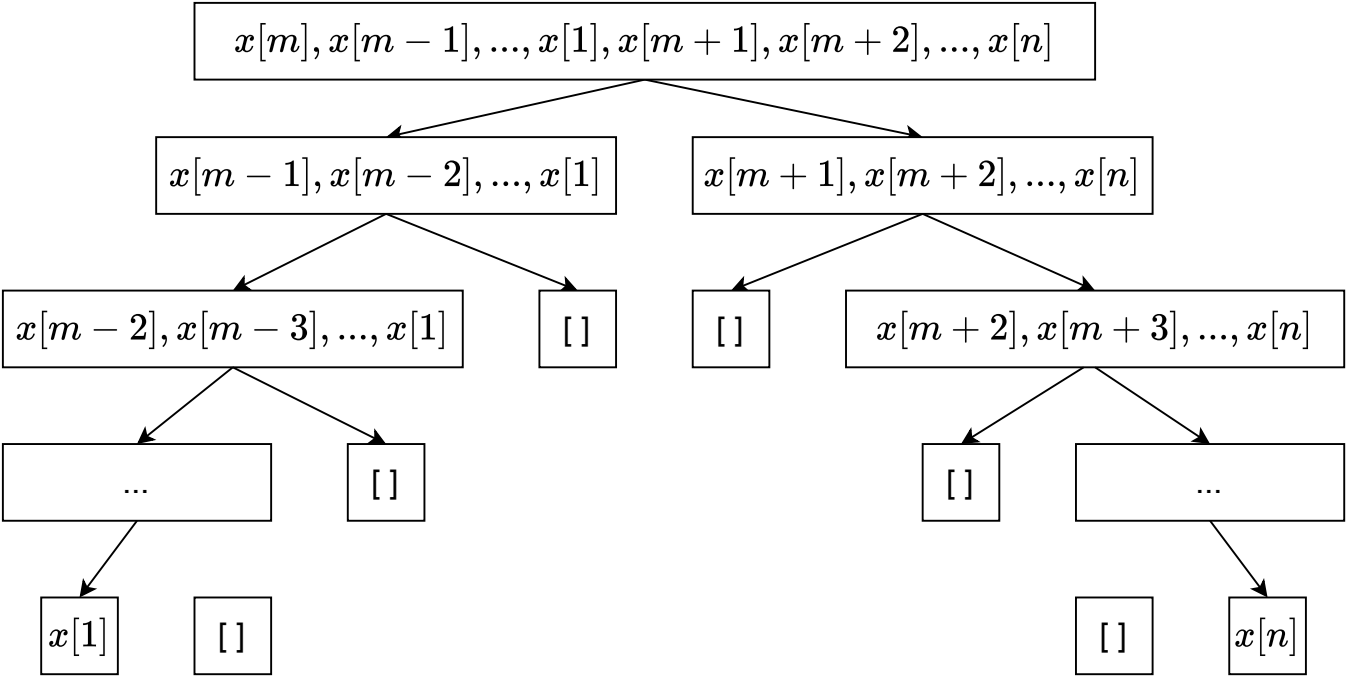 x[m], x[m − 1], ..., x[1], x[m + 1], x[m + 2], ..., x[n]
x[m − 1], x[m − 2], ..., x[1]
x[m + 1], x[m + 2], ..., x[n]
x[m − 2], x[m − 3], ..., x[1]
[ ]
[ ]
x[m + 2], x[m + 3], ..., x[n]
...
[ ]
[ ]
...
x[1]
[ ]
[ ]
x[n]